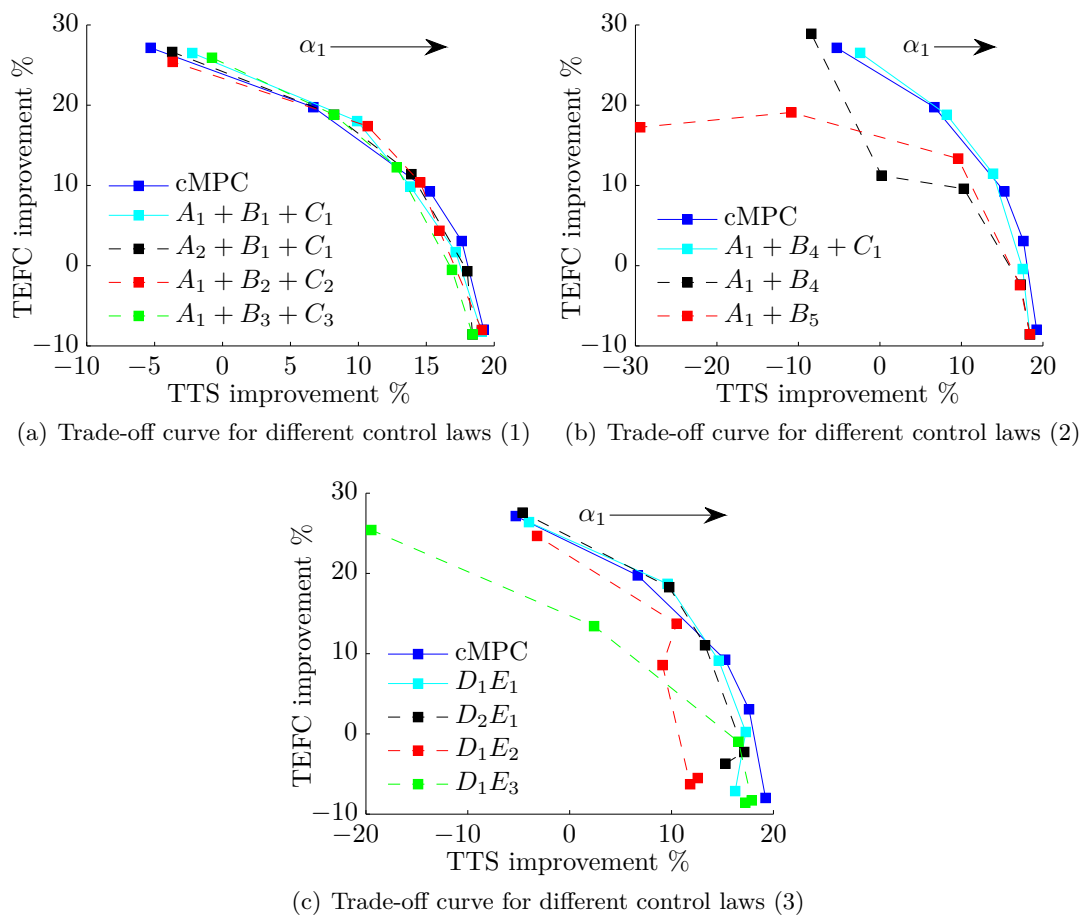 30
20
10
0
−10
TEFC improvement %
α₁
cMPC
A₁ + B₁ + C₁
A₂ + B₁ + C₁
A₁ + B₂ + C₂
A₁ + B₃ + C₃
−10 −5 0 5 10 15 20
TTS improvement %
(a) Trade-off curve for different control laws (1)
30
20
10
0
−10
TEFC improvement %
α₁
cMPC
A₁ + B₄ + C₁
A₁ + B₄
A₁ + B₅
−30 −20 −10 0 10 20
TTS improvement %
(b) Trade-off curve for different control laws (2)
30
20
10
0
−10
TEFC improvement %
α₁
cMPC
D₁E₁
D₂E₁
D₁E₂
D₁E₃
−20 −10 0 10 20
TTS improvement %
(c) Trade-off curve for different control laws (3)